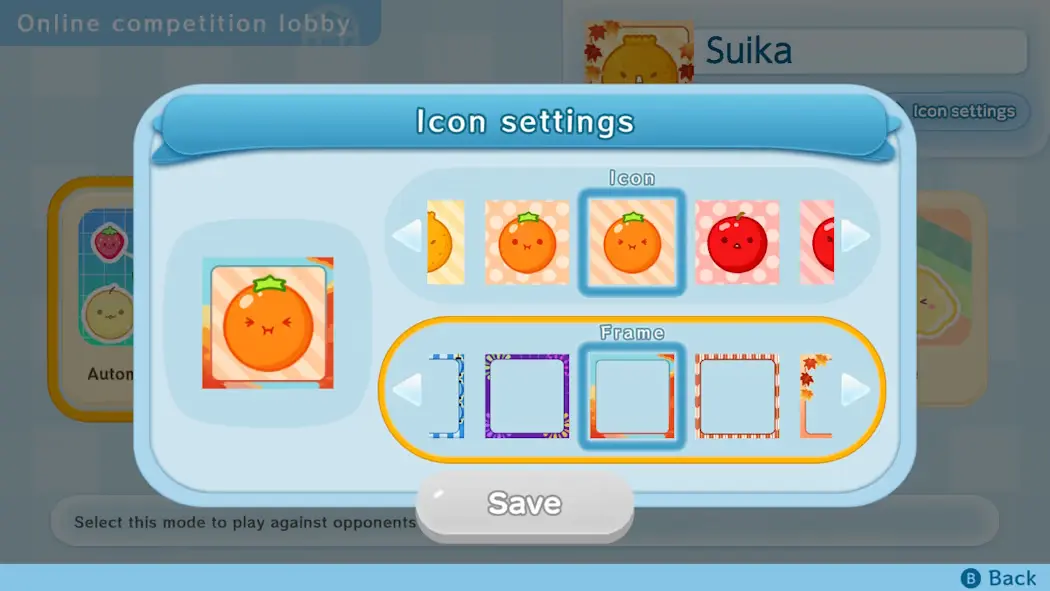 Online competition lobby
Suika
Icon settings
Icon settings
Icon
Frame
Autom
Save
Select this mode to play against opponents
B Back